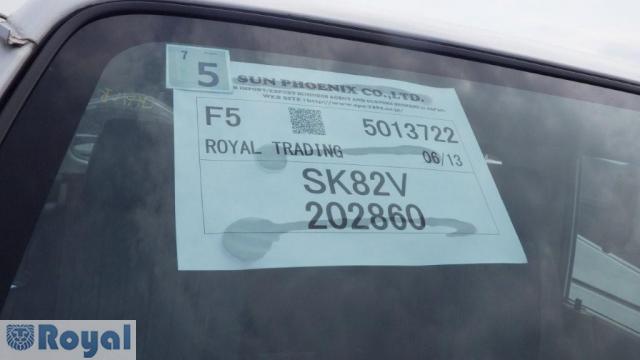 7
5
SUN PHOENIX CO.,LTD.
F5
5013722
ROYAL TRADING
06/13
SK82V
202860
Royal